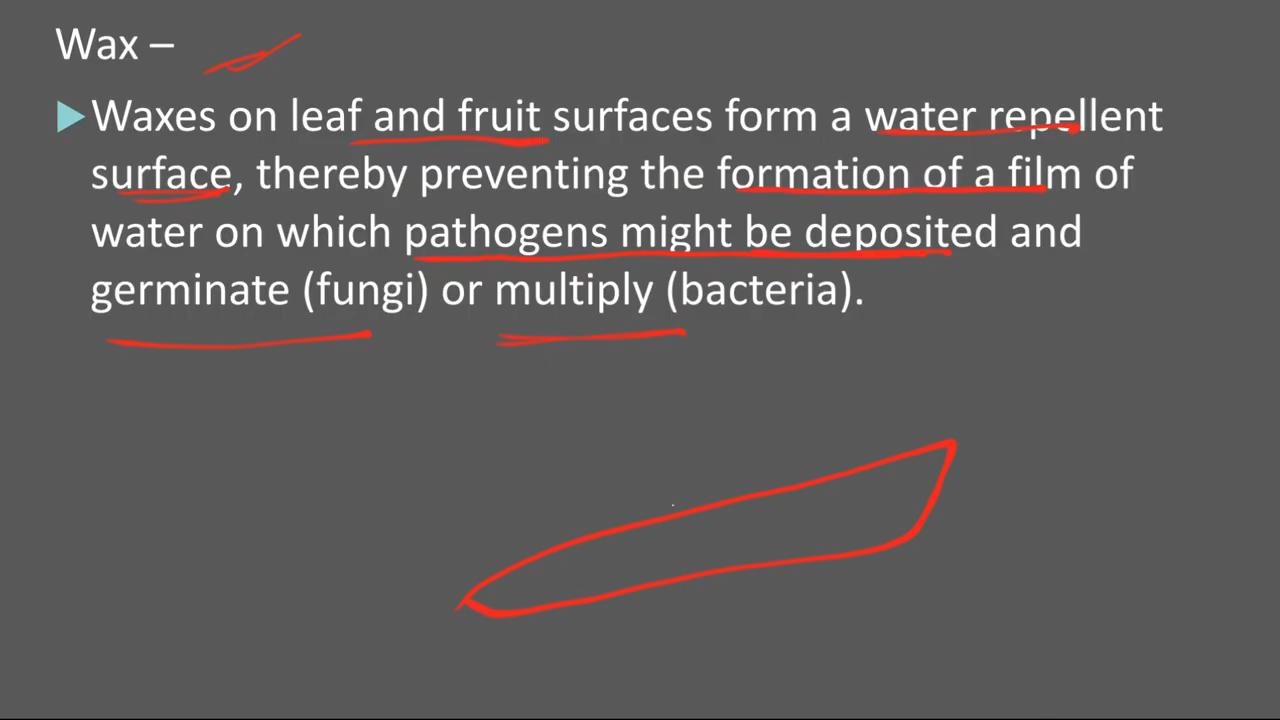 Wax –
Waxes on leaf and fruit surfaces form a water repellent
surface, thereby preventing the formation of a film of
water on which pathogens might be deposited and
germinate (fungi) or multiply (bacteria).